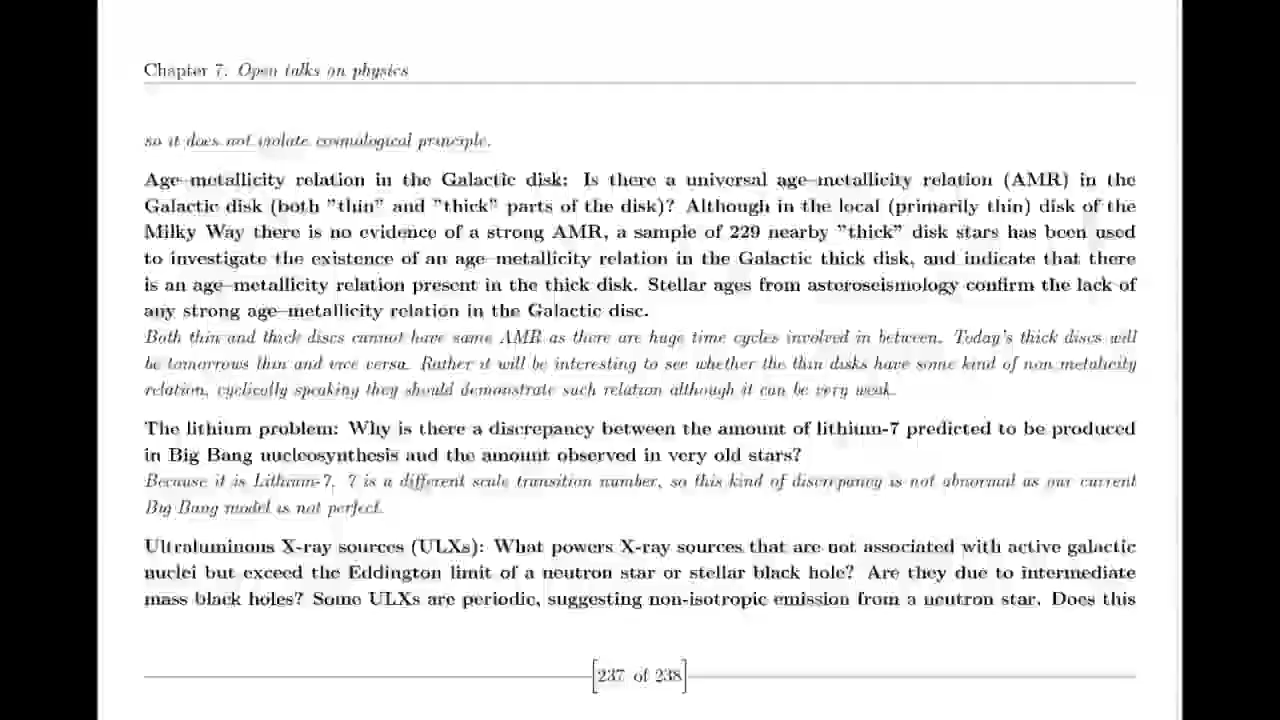 Chapter 7. Open talks on physics
so it does not violate cosmological principle.
Age–metallicity relation in the Galactic disk: Is there a universal age–metallicity relation (AMR) in the
Galactic disk (both "thin" and "thick" parts of the disk)? Although in the local (primarily thin) disk of the
Milky Way there is no evidence of a strong AMR, a sample of 229 nearby "thick" disk stars has been used
to investigate the existence of an age–metallicity relation in the Galactic thick disk, and indicate that there
is an age–metallicity relation present in the thick disk. Stellar ages from asteroseismology confirm the lack of
any strong age–metallicity relation in the Galactic disc.
Both thin and thick discs cannot have same AMR as there are huge time cycles involved in between. Today's thick discs will
be tomorrows thin and vice versa. Rather it will be interesting to see whether the thin disks have some kind of non metalicity
relation, cyclically speaking they should demonstrate such relation although it can be very weak.
The lithium problem: Why is there a discrepancy between the amount of lithium-7 predicted to be produced
in Big Bang nucleosynthesis and the amount observed in very old stars?
Because it is Lithium-7, 7 is a different scale transition number, so this kind of discrepancy is not abnormal as our current
Big Bang model is not perfect.
Ultraluminous X-ray sources (ULXs): What powers X-ray sources that are not associated with active galactic
nuclei but exceed the Eddington limit of a neutron star or stellar black hole? Are they due to intermediate
mass black holes? Some ULXs are periodic, suggesting non-isotropic emission from a neutron star. Does this
[237 of 238]